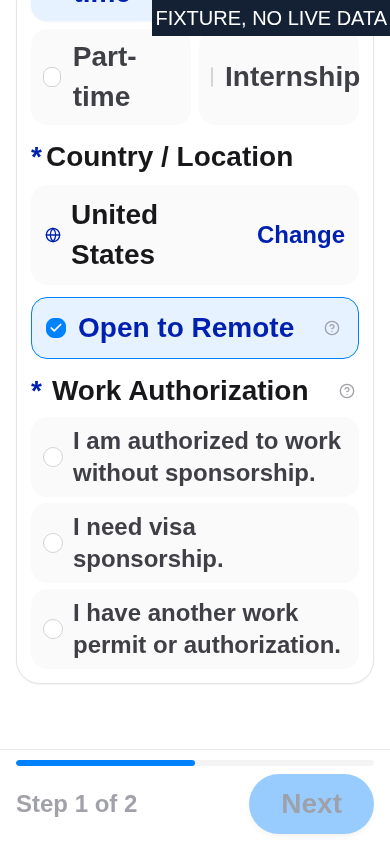 FIXTURE, NO LIVE DATA
time
Part-
time
Internship
* Country / Location
United
States
Change
Open to Remote
* Work Authorization
I am authorized to work
without sponsorship.
I need visa
sponsorship.
I have another work
permit or authorization.
Step 1 of 2
Next